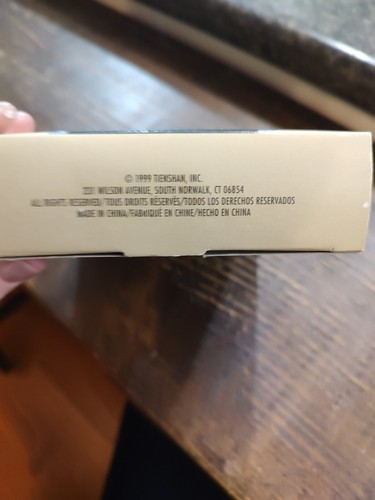 © 1999 TIENSHAN, INC.
WILSON AVENUE, SOUTH NORWALK, CT 06854
ALL RIGHTS RESERVED/TOUS DROITS RÉSERVÉS/TODOS LOS DERECHOS RESERVADOS
MADE IN CHINA/FABRIQUÉ EN CHINE/HECHO EN CHINA